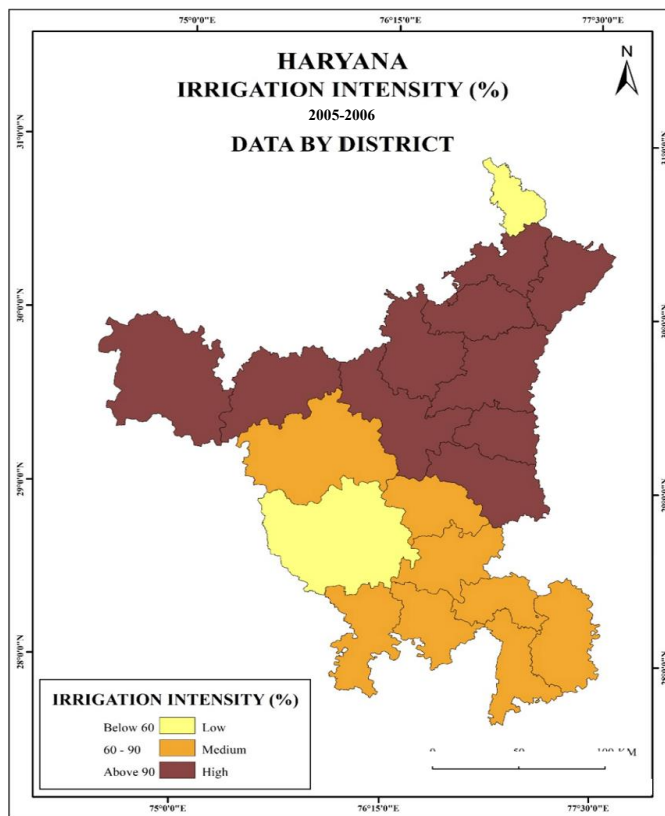 75°0'0"E 76°15'0"E 77°30'0"E
N
HARYANA
IRRIGATION INTENSITY (%)
2005-2006
DATA BY DISTRICT
31°0'0"N
30°0'0"N
29°0'0"N
28°0'0"N
IRRIGATION INTENSITY (%)
Below 60 Low
60 - 90 Medium
Above 90 High
0 50 100 KM
75°0'0"E 76°15'0"E 77°30'0"E